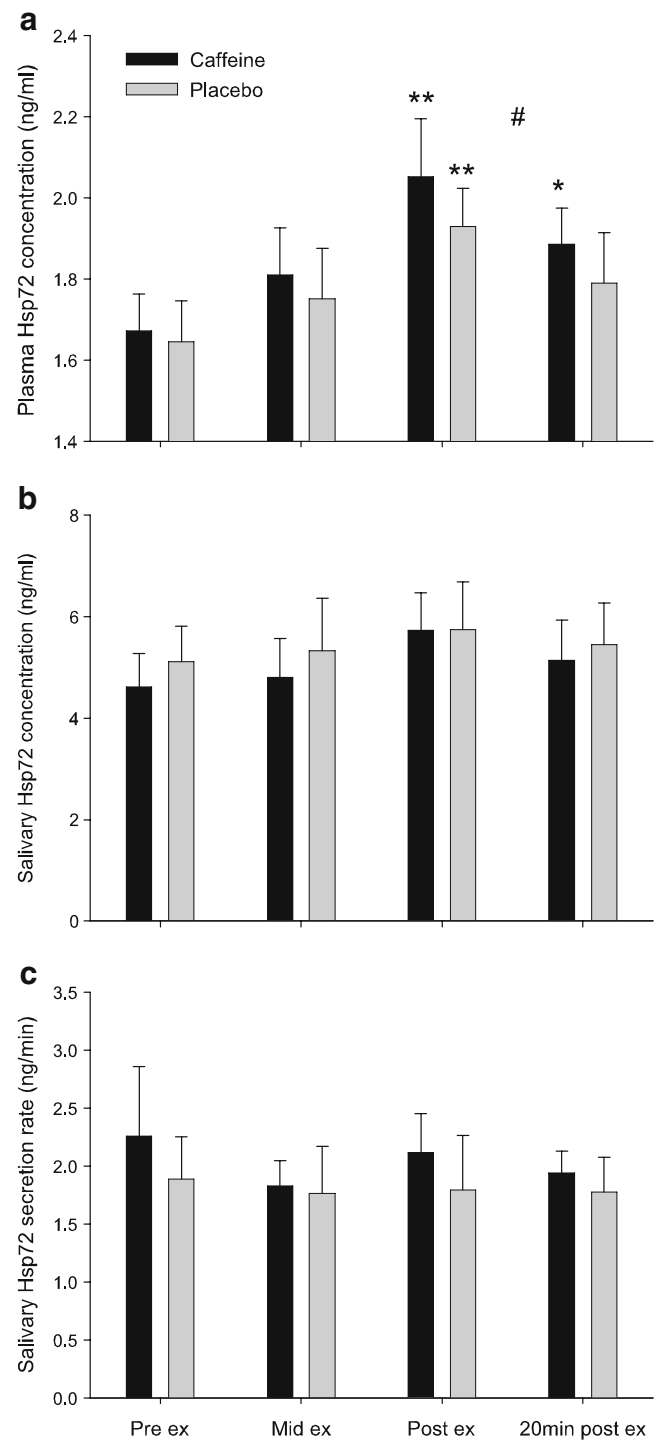 a
Plasma Hsp72 concentration (ng/ml)
2.4
2.2
2.0
1.8
1.6
1.4
Caffeine
Placebo
**
**
#
*
b
Salivary Hsp72 concentration (ng/ml)
8
6
4
2
0
c
Salivary Hsp72 secretion rate (ng/min)
3.5
3.0
2.5
2.0
1.5
1.0
0.5
0.0
Pre ex
Mid ex
Post ex
20min post ex